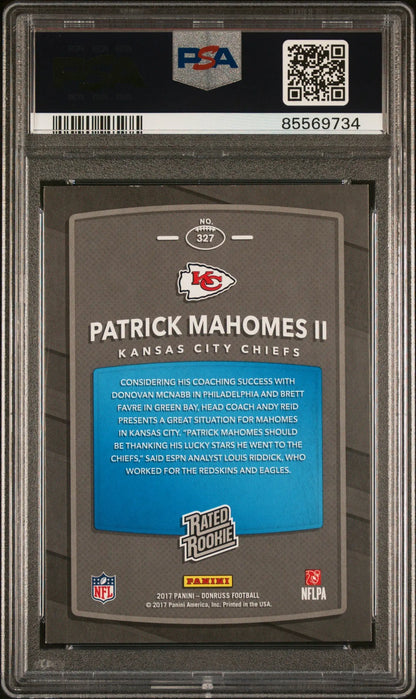 PSA
85569734
NO.
327
KC
PATRICK MAHOMES II
KANSAS CITY CHIEFS
CONSIDERING HIS COACHING SUCCESS WITH
DONOVAN MCNABB IN PHILADELPHIA AND BRETT
FAVRE IN GREEN BAY, HEAD COACH ANDY REID
PRESENTS A GREAT SITUATION FOR MAHOMES
IN KANSAS CITY. "PATRICK MAHOMES SHOULD
BE THANKING HIS LUCKY STARS HE WENT TO THE
CHIEFS," SAID ESPN ANALYST LOUIS RIDDICK, WHO
WORKED FOR THE REDSKINS AND EAGLES.
RATED
ROOKIE
PANINI
NFL
NFLPA
2017 PANINI – DONRUSS FOOTBALL
© 2017 Panini America, Inc. Printed in the USA.